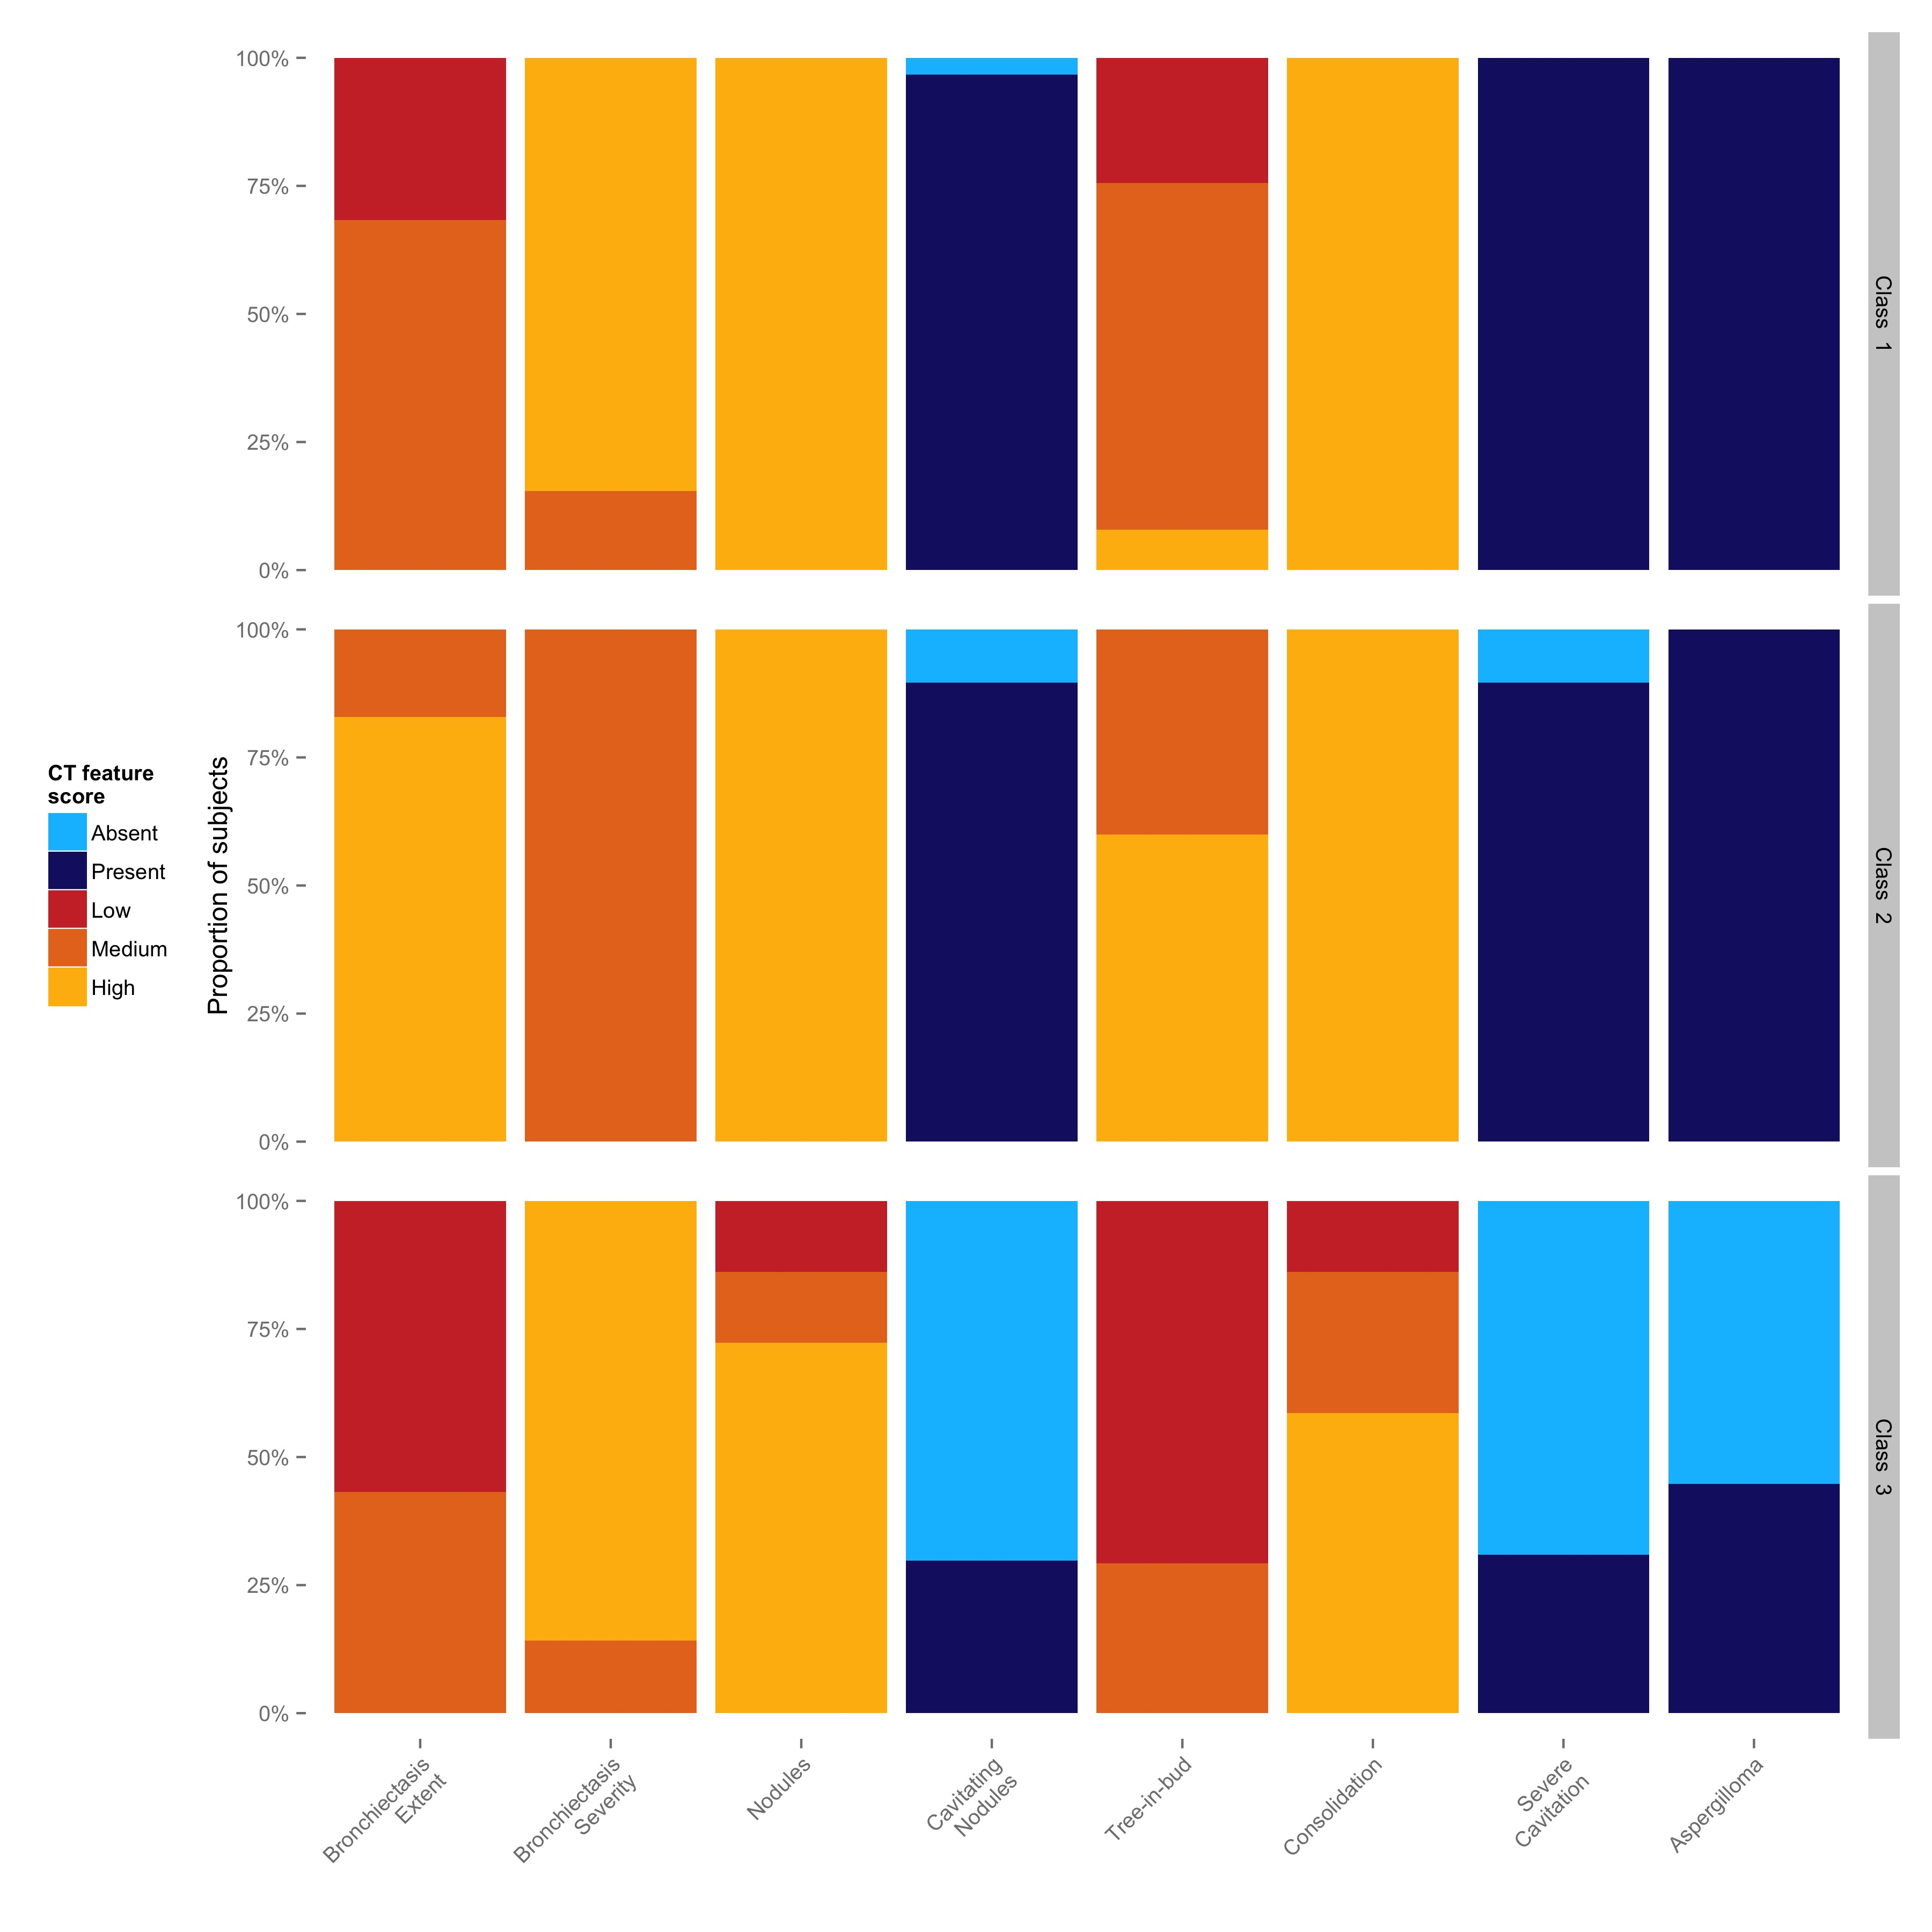 CT feature
score
Absent
Present
Low
Medium
High
Proportion of subjects
100%
75%
50%
25%
0%
Class 1
100%
75%
50%
25%
0%
Class 2
100%
75%
50%
25%
0%
Class 3
Bronchiectasis
Extent
Bronchiectasis
Severity
Nodules
Cavitating
Nodules
Tree-in-bud
Consolidation
Severe
Cavitation
Aspergilloma